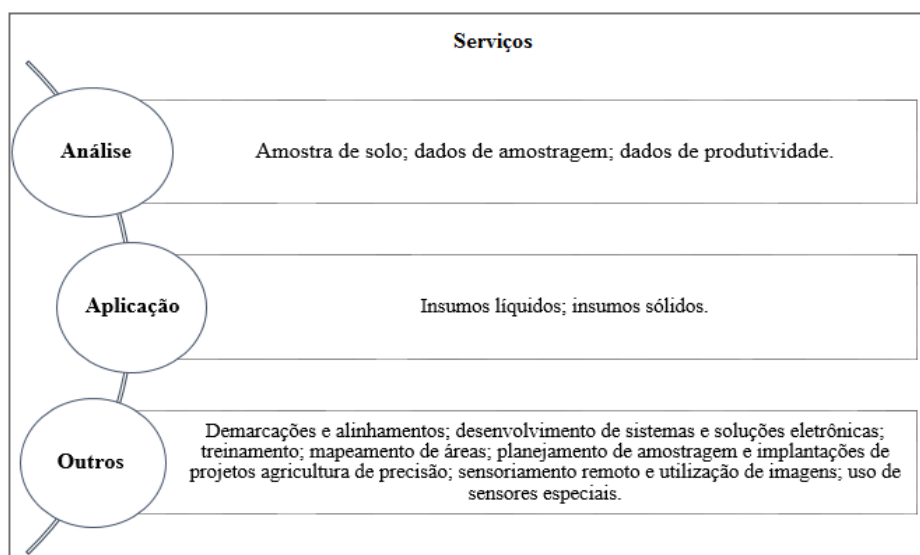 Serviços
Análise
Amostra de solo; dados de amostragem; dados de produtividade.
Aplicação
Insumos líquidos; insumos sólidos.
Outros
Demarcações e alinhamentos; desenvolvimento de sistemas e soluções eletrônicas;
treinamento; mapeamento de áreas; planejamento de amostragem e implantações de
projetos agricultura de precisão; sensoriamento remoto e utilização de imagens; uso de
sensores especiais.